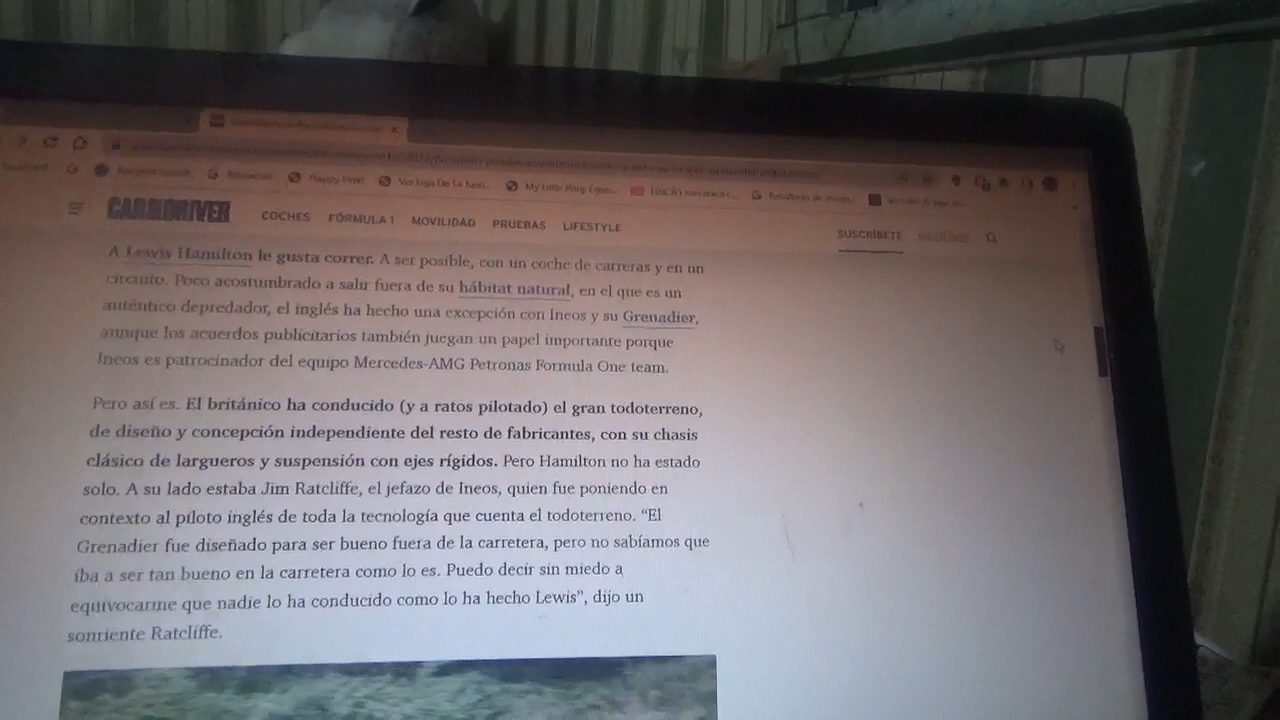 CAR and DRIVER
COCHES FÓRMULA 1 MOVILIDAD PRUEBAS LIFESTYLE
SUSCRÍBETE
A Lewis Hamilton le gusta correr. A ser posible, con un coche de carreras y en un
circuito. Poco acostumbrado a salir fuera de su hábitat natural, en el que es un
auténtico depredador, el inglés ha hecho una excepción con Ineos y su Grenadier,
aunque los acuerdos publicitarios también juegan un papel importante porque
Ineos es patrocinador del equipo Mercedes-AMG Petronas Formula One team.
Pero así es. El británico ha conducido (y a ratos pilotado) el gran todoterreno,
de diseño y concepción independiente del resto de fabricantes, con su chasis
clásico de largueros y suspensión con ejes rígidos. Pero Hamilton no ha estado
solo. A su lado estaba Jim Ratcliffe, el jefazo de Ineos, quien fue poniendo en
contexto al piloto inglés de toda la tecnología que cuenta el todoterreno. “El
Grenadier fue diseñado para ser bueno fuera de la carretera, pero no sabíamos que
iba a ser tan bueno en la carretera como lo es. Puedo decir sin miedo a
equivocarme que nadie lo ha conducido como lo ha hecho Lewis”, dijo un
sonriente Ratcliffe.